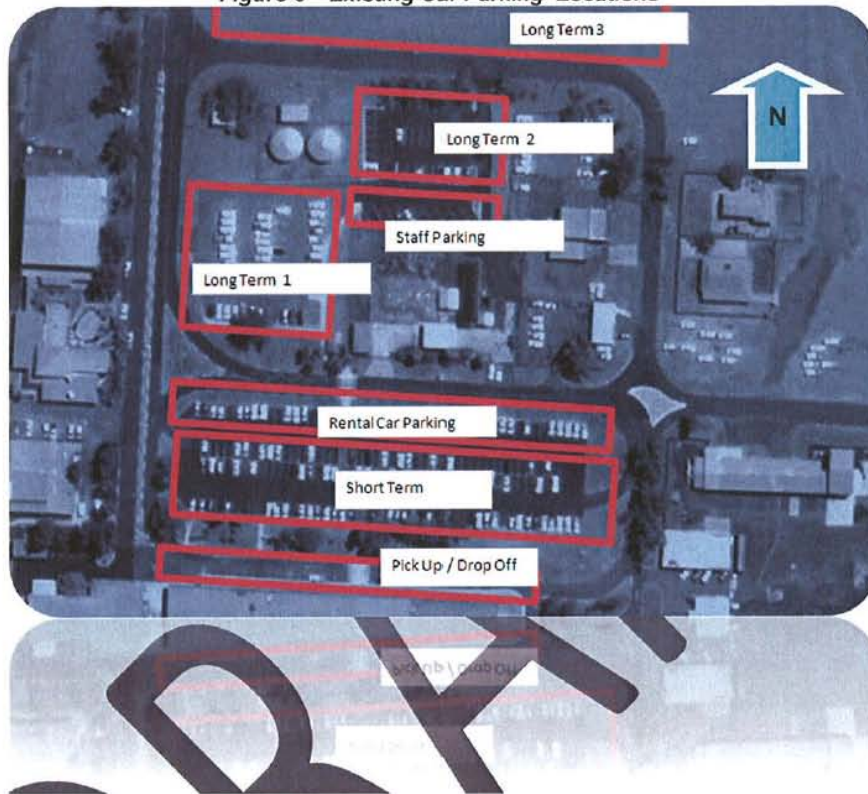 Long Term 3
N
Long Term 2
Staff Parking
Long Term 1
Rental Car Parking
Short Term
Pick Up / Drop Off